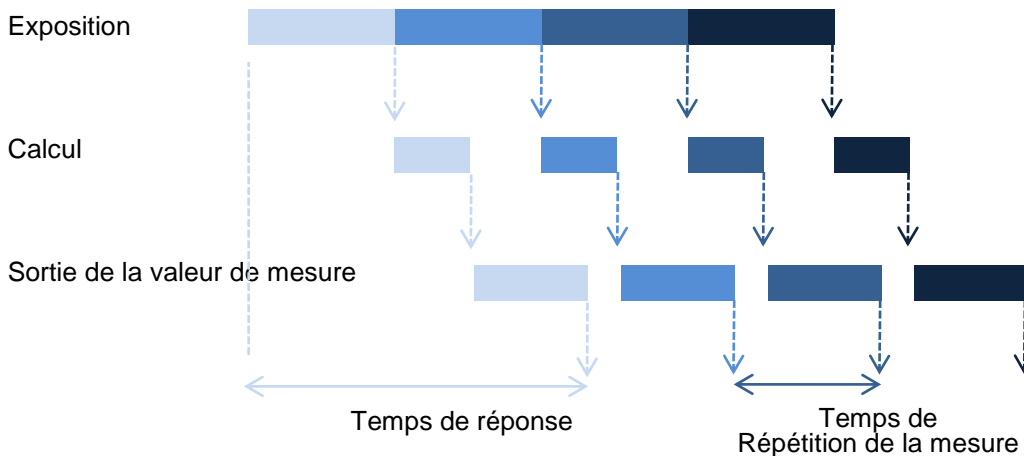 Exposition
Calcul
Sortie de la valeur de mesure
Temps de réponse
Temps de
Répétition de la mesure